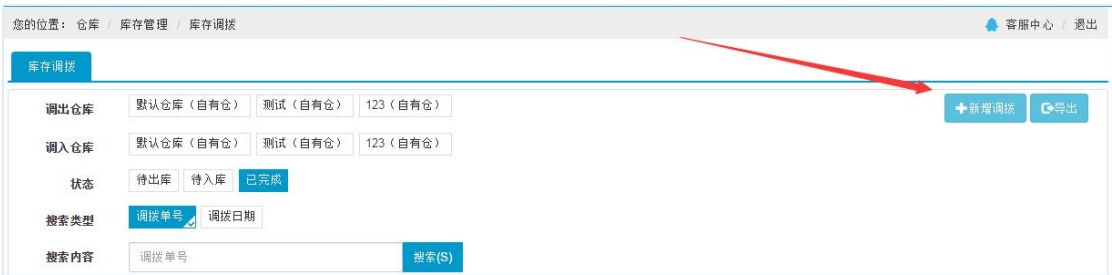 您的位置： 仓库 / 库存管理 / 库存调拨 客服中心 / 退出
库存调拨
调出仓库 默认仓库（自有仓） 测试（自有仓） 123（自有仓） 新增调拨 导出
调入仓库 默认仓库（自有仓） 测试（自有仓） 123（自有仓）
状态 待出库 待入库 已完成
搜索类型 调拨单号 调拨日期
搜索内容 调拨单号 搜索(S)